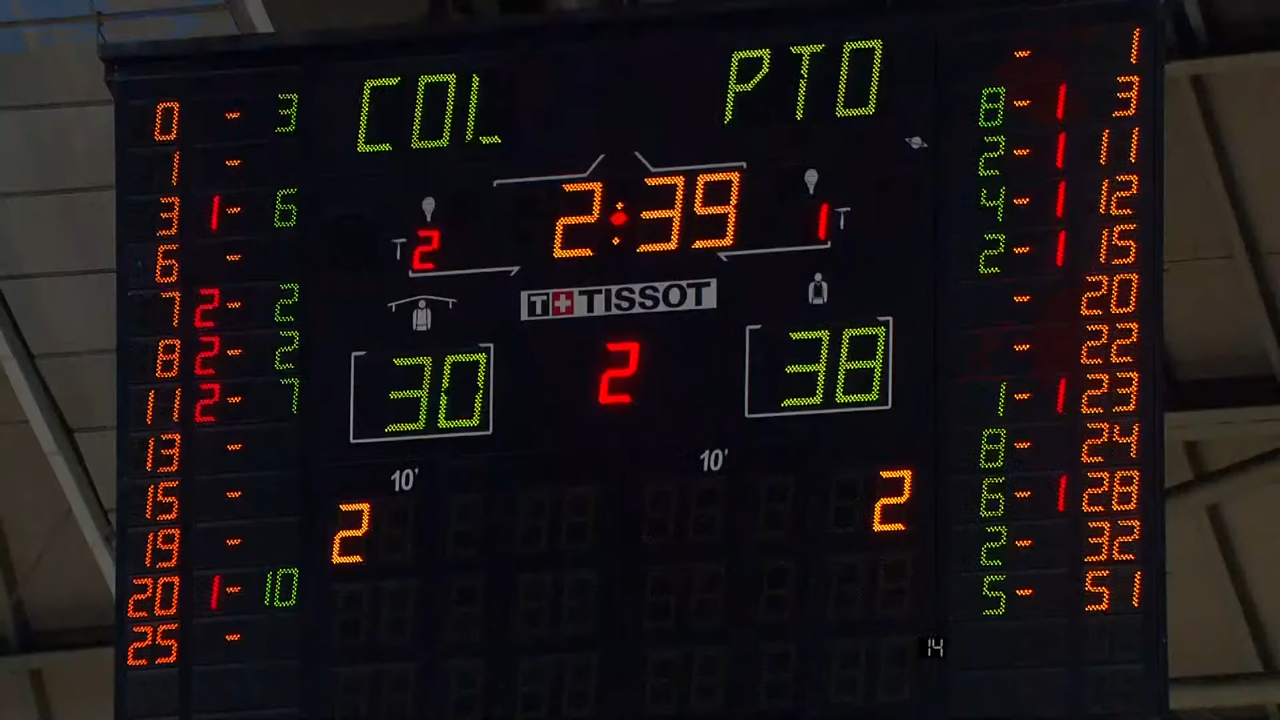 COL PTO
2:39
T 2
1 T
T+TISSOT
30 2 38
10' 10'
2 2
0 - 3
1 -
3 1- 6
6 -
7 2- 2
8 2- 2
11 2- 7
13 -
15 -
19 -
20 1- 10
25 -
- 1
8- 1 3
2- 1 11
4- 1 12
2- 1 15
- 20
- 22
1- 1 23
8- 24
6- 1 28
2- 32
5- 51
14